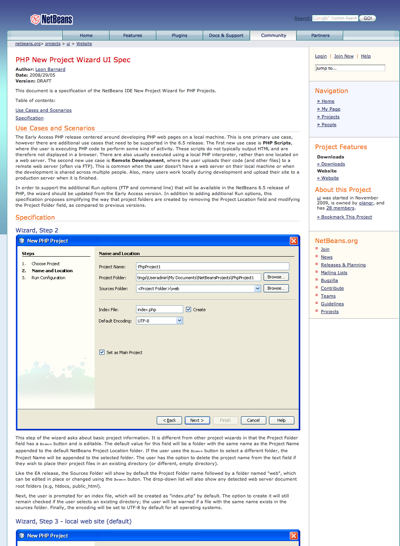 NetBeans
Search
GO!
Home
Features
Plugins
Docs & Support
Community
Partners
netbeans.org > projects > ui > Website
PHP New Project Wizard UI Spec
Author: Leon Barnard
Date: 2008/29/05
Version: DRAFT
This document is a specification of the NetBeans IDE New Project Wizard for PHP Projects.
Table of contents:
Use Cases and Scenarios
Specification
Use Cases and Scenarios
The Early Access PHP release centered around developing PHP web pages on a local machine. This is one primary use case,
however there are additional use cases that need to be supported in the 6.5 release. The first new use case is PHP Scripts,
where the user is executing PHP code to perform some kind of activity. These scripts do not typically output HTML and are
therefore not displayed in a browser. There are also usually executed using a local PHP interpreter, rather than one located on
a web server. The second new use case is Remote Development, where the user uploads their code (and other files) to a
remote web server (often via FTP). This is common when the user doesn't have a web server on their local machine or when
the development is shared across multiple people. Also, many users work locally during development and upload their site to a
production server when it is finished.
In order to support the additional Run options (FTP and command line) that will be available in the NetBeans 6.5 release of
PHP, the wizard should be updated from the Early Access version. In addition to adding additional Run options, this
specification proposes simplifying the way that project folders are created by removing the Project Location field and modifying
the Project Folder field, as compared to previous versions.
Specification
Wizard, Step 2
New PHP Project
Steps
1. Choose Project
2. Name and Location
3. Run Configuration
Name and Location
Project Name: PhpProject1
Project Folder: tings\useradmin\My Documents\NetBeansProjects\PhpProject1 Browse...
Sources Folder: <Project Folder>\web Browse...
Index File: index.php Create
Default Encoding: UTF-8
Set as Main Project
< Back
Next >
Finish
Cancel
Help
This step of the wizard asks about basic project information. It is different from other project wizards in that the Project Folder
field has a Browse button and is editable. The default value for this field will be a folder with the same name as the Project Name
appended to the default NetBeans Project Location folder. If the user uses the Browse button to select a different folder, the
Project Name will be appended to the selected folder. The user has the option to delete the project name from the text field if
they wish to place their project files in an existing directory (or different, empty directory).
Like the EA release, the Sources Folder will show by default the Project Folder name followed by a folder named "web", which
can be edited in place or changed using the Browse button. The drop-down list will also show any detected web server document
root folders (e.g, htdocs, public_html).
Next, the user is prompted for an index file, which will be created as "index.php" by default. The option to create it will still
remain checked if the user selects an existing directory; the user will be warned if a file with the same name exists in the
sources folder. Finally, the encoding will be set to UTF-8 by default for all operating systems.
Wizard, Step 3 - local web site (default)
New PHP Project
Login | Join Now | Help
Jump to...
Navigation
» Home
» My Page
» Projects
» People
Project Features
Downloads
» Downloads
Website
» Website
About this Project
ui was started in November
2009, is owned by
and
has 28 members.
» Bookmark This Project
NetBeans.org
Join
News
Releases & Planning
Mailing Lists
Bugzilla
Contribute
Teams
Guidelines
Projects